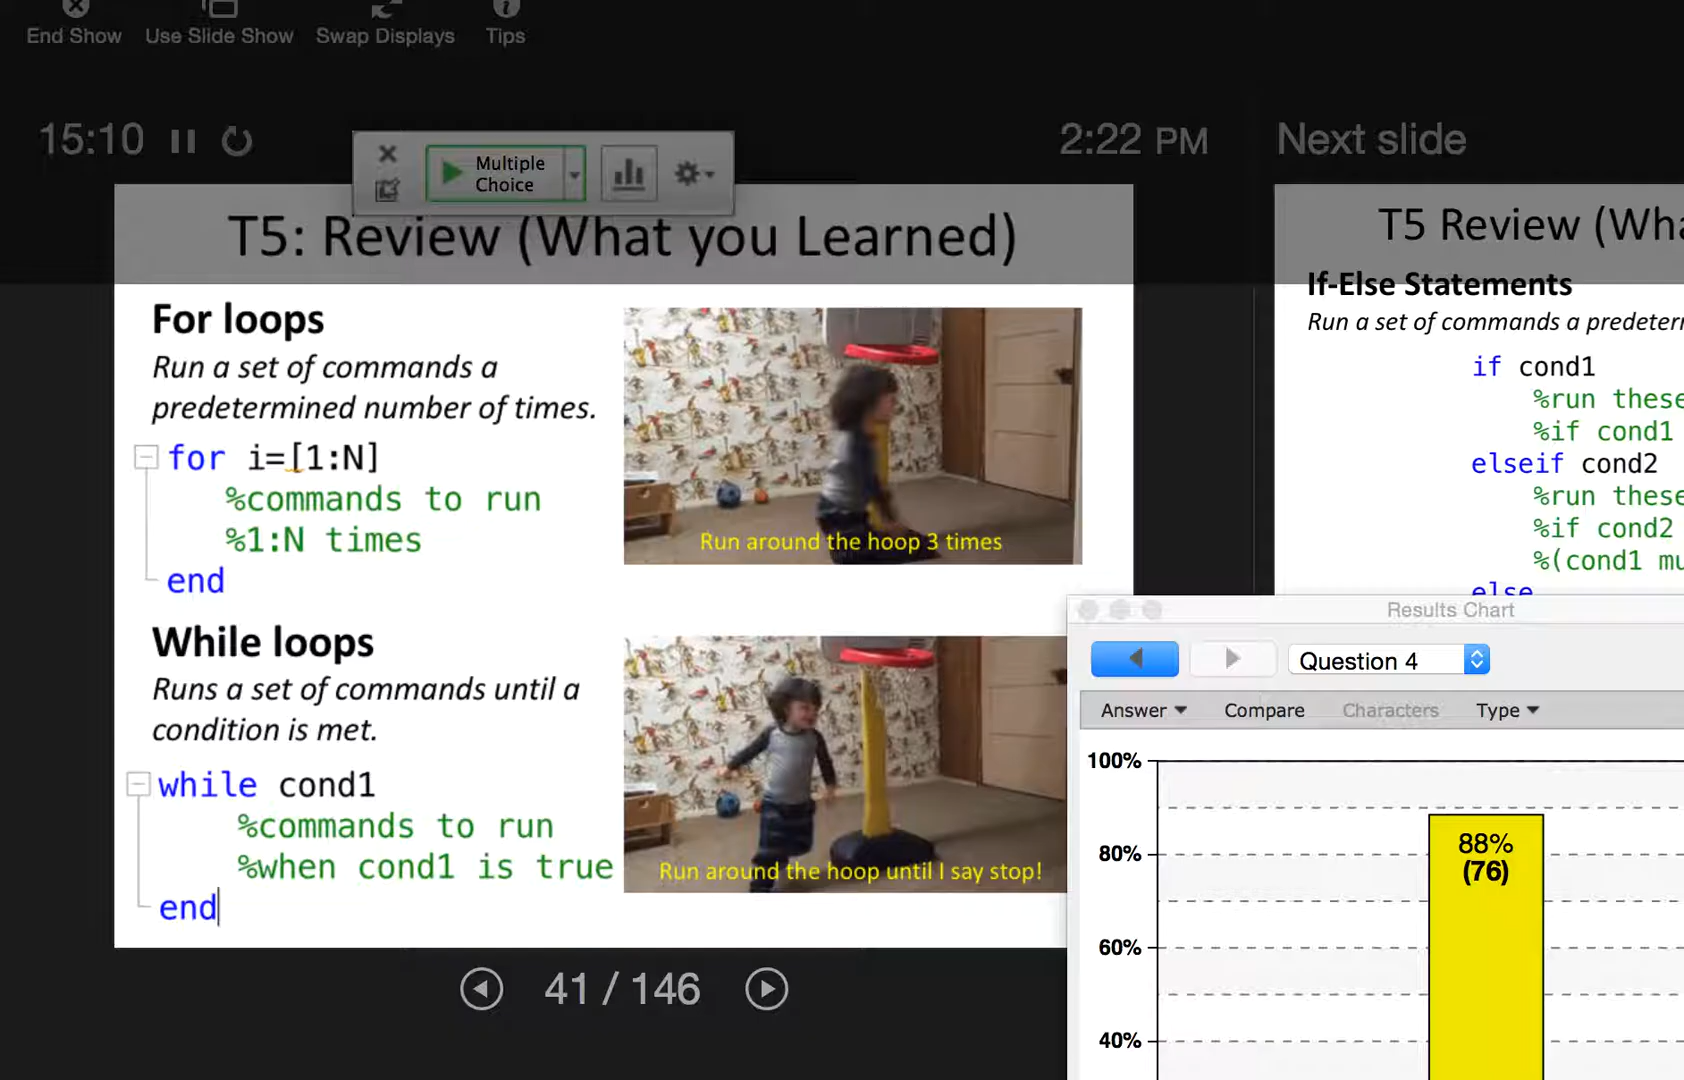 End Show
Use Slide Show
Swap Displays
Tips
15:10
2:22 PM
Next slide
Multiple
Choice
T5: Review (What you Learned)
For loops
Run a set of commands a
predetermined number of times.
for i=[1:N]
%commands to run
%1:N times
end
Run around the hoop 3 times
While loops
Runs a set of commands until a
condition is met.
while cond1
%commands to run
%when cond1 is true
end
Run around the hoop until I say stop!
41 / 146
T5 Review (Wha
If-Else Statements
Run a set of commands a predeter
if cond1
%run these
%if cond1
elseif cond2
%run these
%if cond2
%(cond1 mu
else
Results Chart
Question 4
Answer
Compare
Characters
Type
100%
80%
60%
40%
88%
(76)